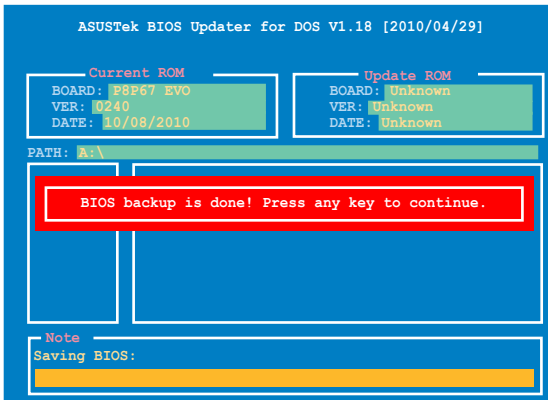 ASUSTek BIOS Updater for DOS V1.18 [2010/04/29]
Current ROM
BOARD: P8P67 EVO
VER: 0240
DATE: 10/08/2010
Update ROM
BOARD: Unknown
VER: Unknown
DATE: Unknown
PATH: A:\
BIOS backup is done! Press any key to continue.
Note
Saving BIOS: